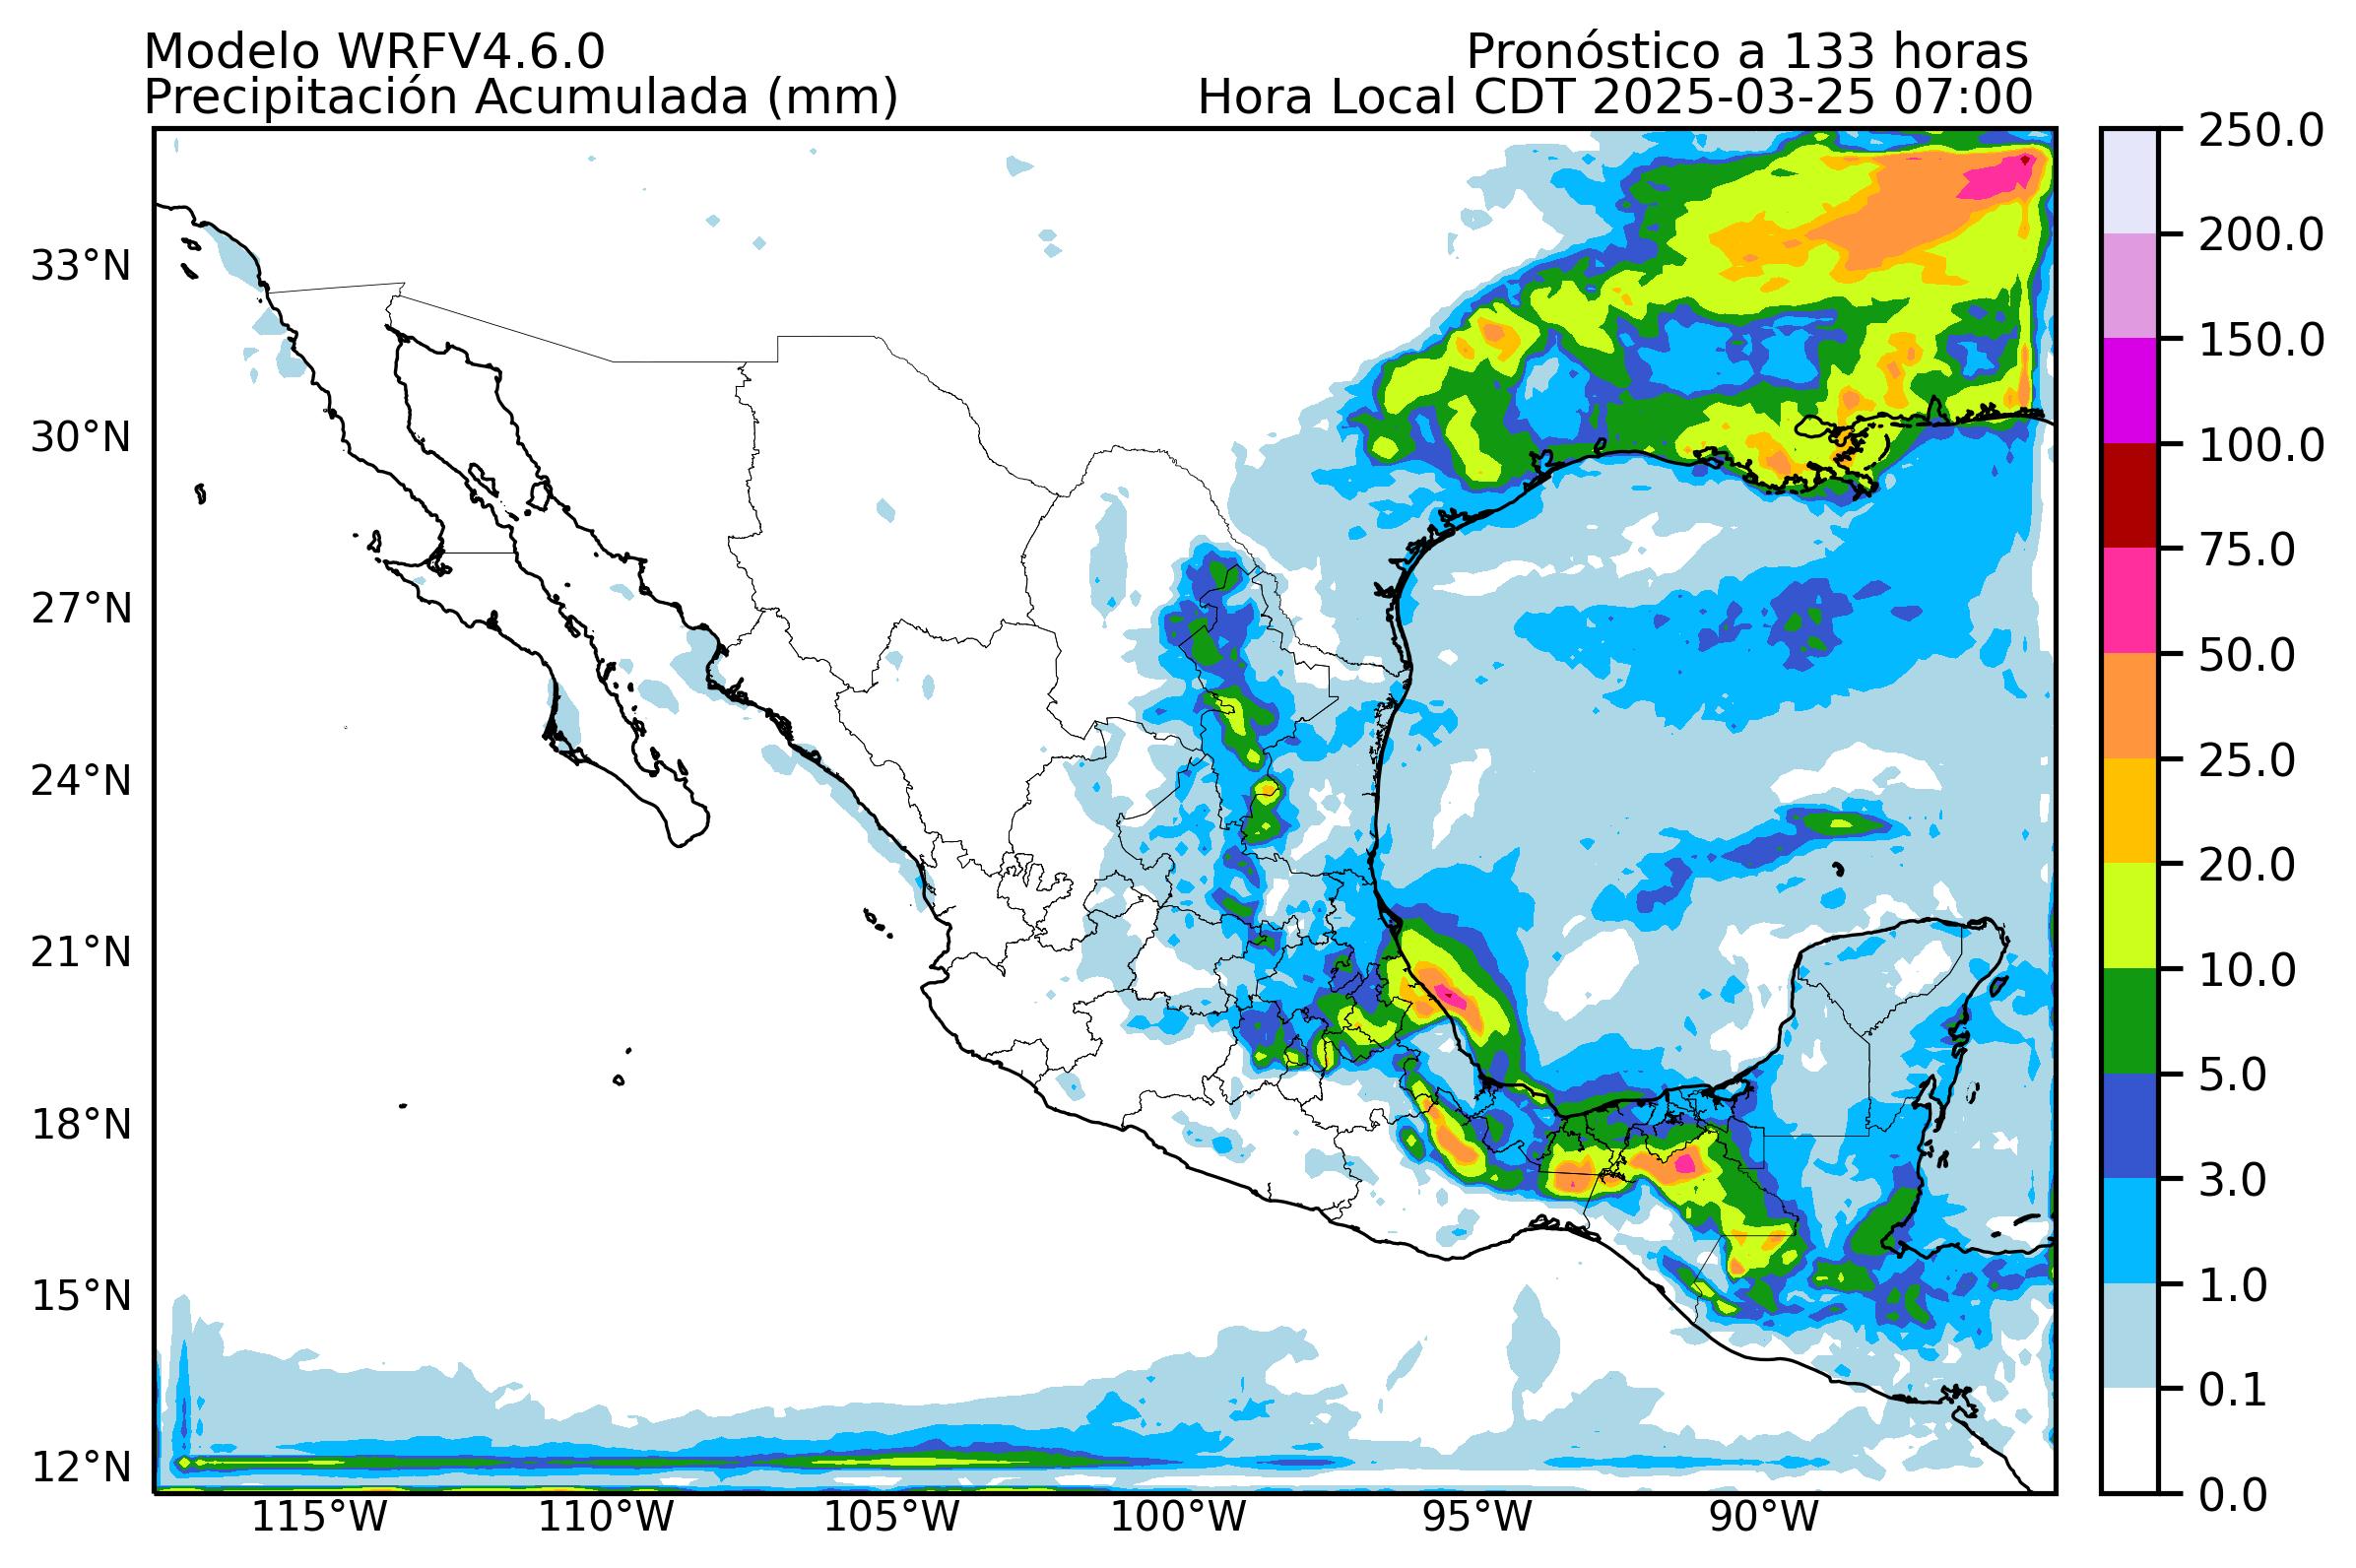 Modelo WRFV4.6.0
Pronóstico a 133 horas
Precipitación Acumulada (mm)
Hora Local CDT 2025-03-25 07:00
33°N
30°N
27°N
24°N
21°N
18°N
15°N
12°N
115°W
110°W
105°W
100°W
95°W
90°W
250.0
200.0
150.0
100.0
75.0
50.0
25.0
20.0
10.0
5.0
3.0
1.0
0.1
0.0